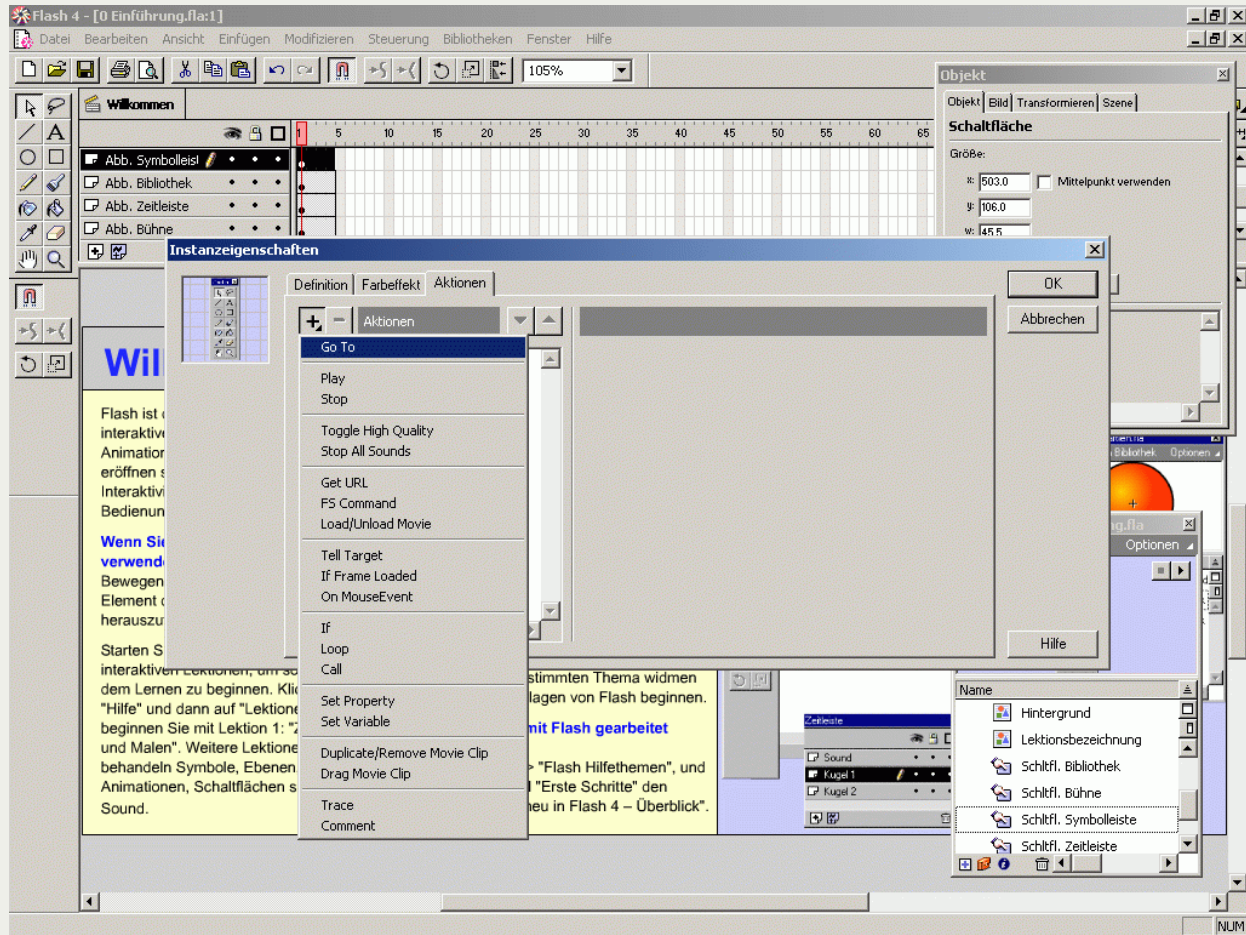 Flash 4 - [0 Einführung.fla:1]
Datei Bearbeiten Ansicht Einfügen Modifizieren Steuerung Bibliotheken Fenster Hilfe
105%
Willkommen
1 5 10 15 20 25 30 35 40 45 50 55 60 65
Abb. Symbolleist
Abb. Bibliothek
Abb. Zeitleiste
Abb. Bühne
Objekt
Objekt Bild Transformieren Szene
Schaltfläche
Größe:
x: 503.0 Mittelpunkt verwenden
y: 106.0
w: 45.5
Instanzeigenschaften
Definition Farbeffekt Aktionen
OK
Abbrechen
Hilfe
+ - Aktionen
Go To
Play
Stop
Toggle High Quality
Stop All Sounds
Get URL
FS Command
Load/Unload Movie
Tell Target
If Frame Loaded
On MouseEvent
If
Loop
Call
Set Property
Set Variable
Duplicate/Remove Movie Clip
Drag Movie Clip
Trace
Comment
Wil
Flash ist
interaktive
Animation
eröffnen s
Interaktivi
Bedienun
Wenn Sie
verwend
Bewegen
Element
herauszu
Starten S
interaktiven Lektionen, um so
dem Lernen zu beginnen. Klic
"Hilfe" und dann auf "Lektione
beginnen Sie mit Lektion 1: "Z
und Malen". Weitere Lektione
behandeln Symbole, Ebenen
Animationen, Schaltflächen s
Sound.
stimmten Thema widmen
lagen von Flash beginnen.
mit Flash gearbeitet
> "Flash Hilfethemen", und
"Erste Schritte" den
neu in Flash 4 – Überblick".
Zeitleiste
Sound
Kugel 1
Kugel 2
Bibliothek Optionen
ng.fla
Optionen
Name
Hintergrund
Lektionsbezeichnung
Schltfl. Bibliothek
Schltfl. Bühne
Schltfl. Symbolleiste
Schltfl. Zeitleiste
NUM